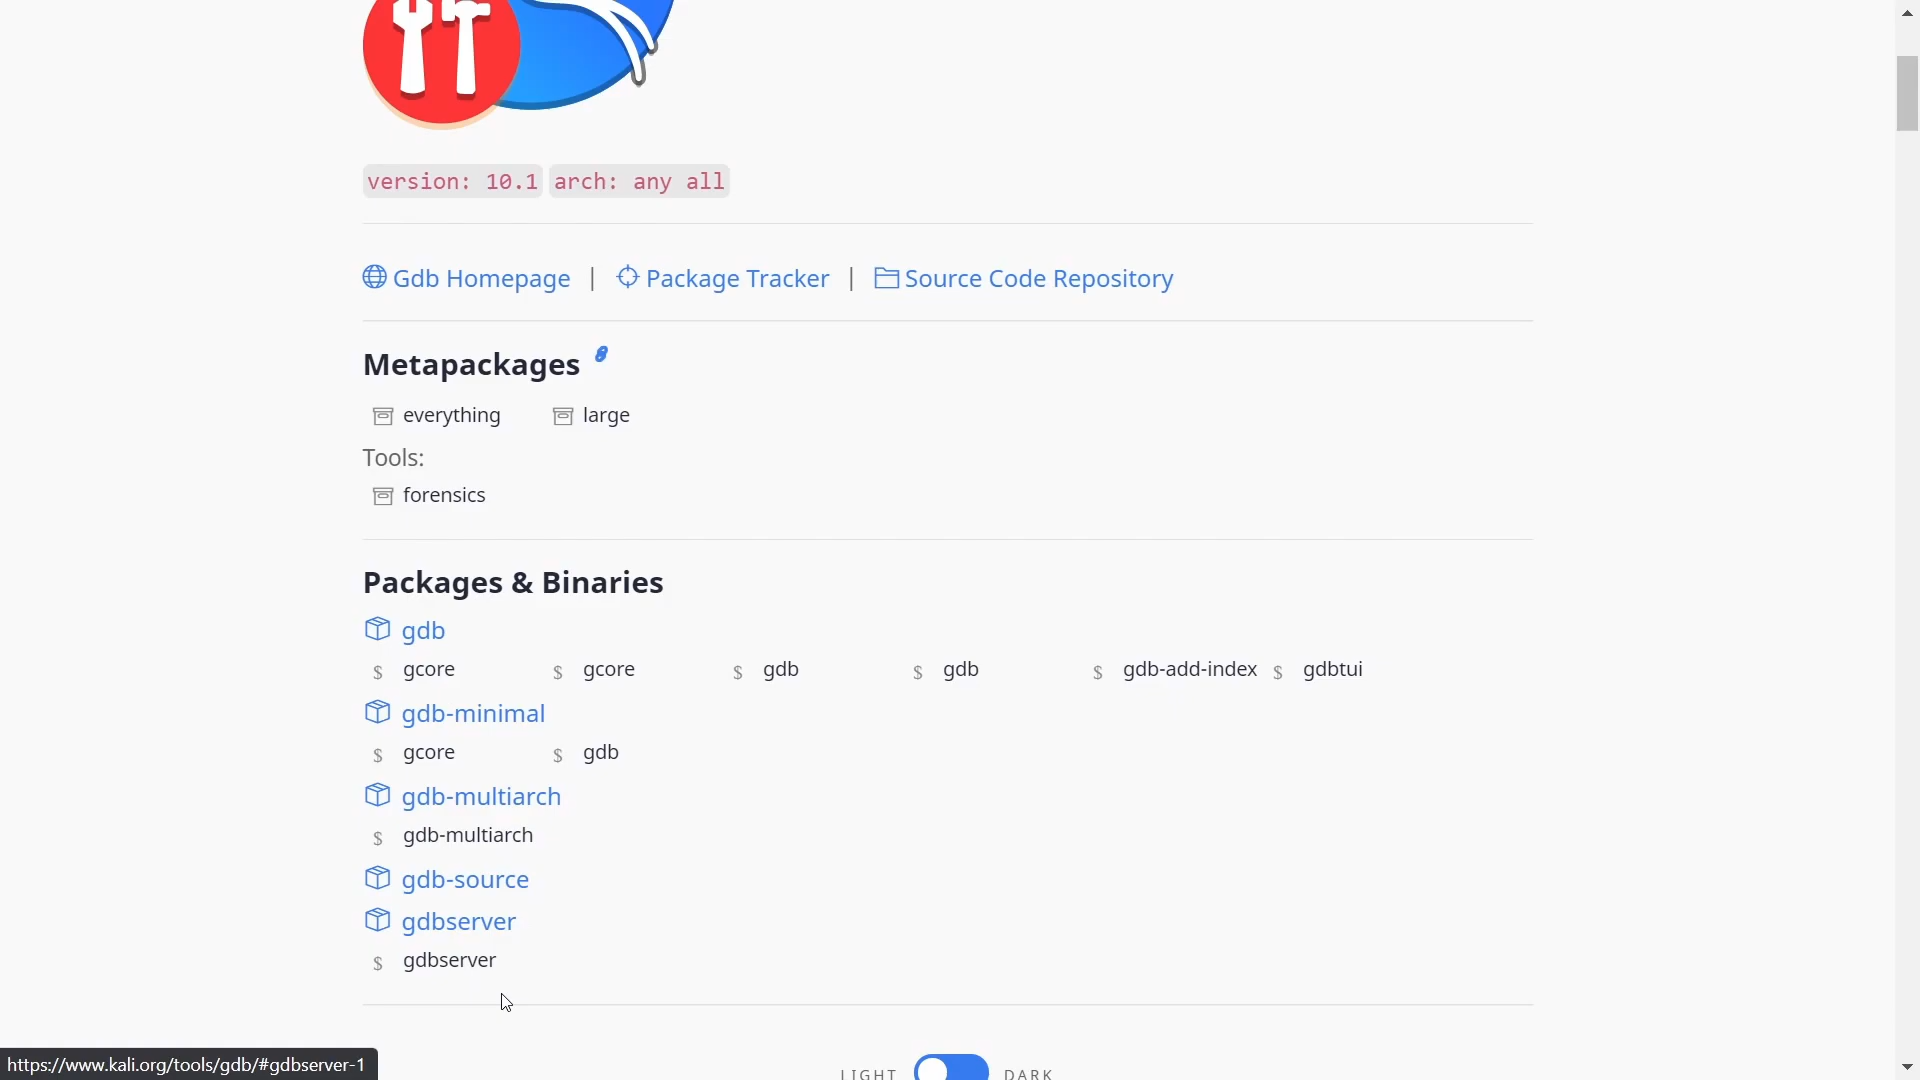 version: 10.1 arch: any all
Gdb Homepage | Package Tracker | Source Code Repository
Metapackages
everything large
Tools:
forensics
Packages & Binaries
gdb
$ gcore $ gcore $ gdb $ gdb $ gdb-add-index $ gdbtui
gdb-minimal
$ gcore $ gdb
gdb-multiarch
$ gdb-multiarch
gdb-source
gdbserver
$ gdbserver
https://www.kali.org/tools/gdb/#gdbserver-1
LIGHT DARK